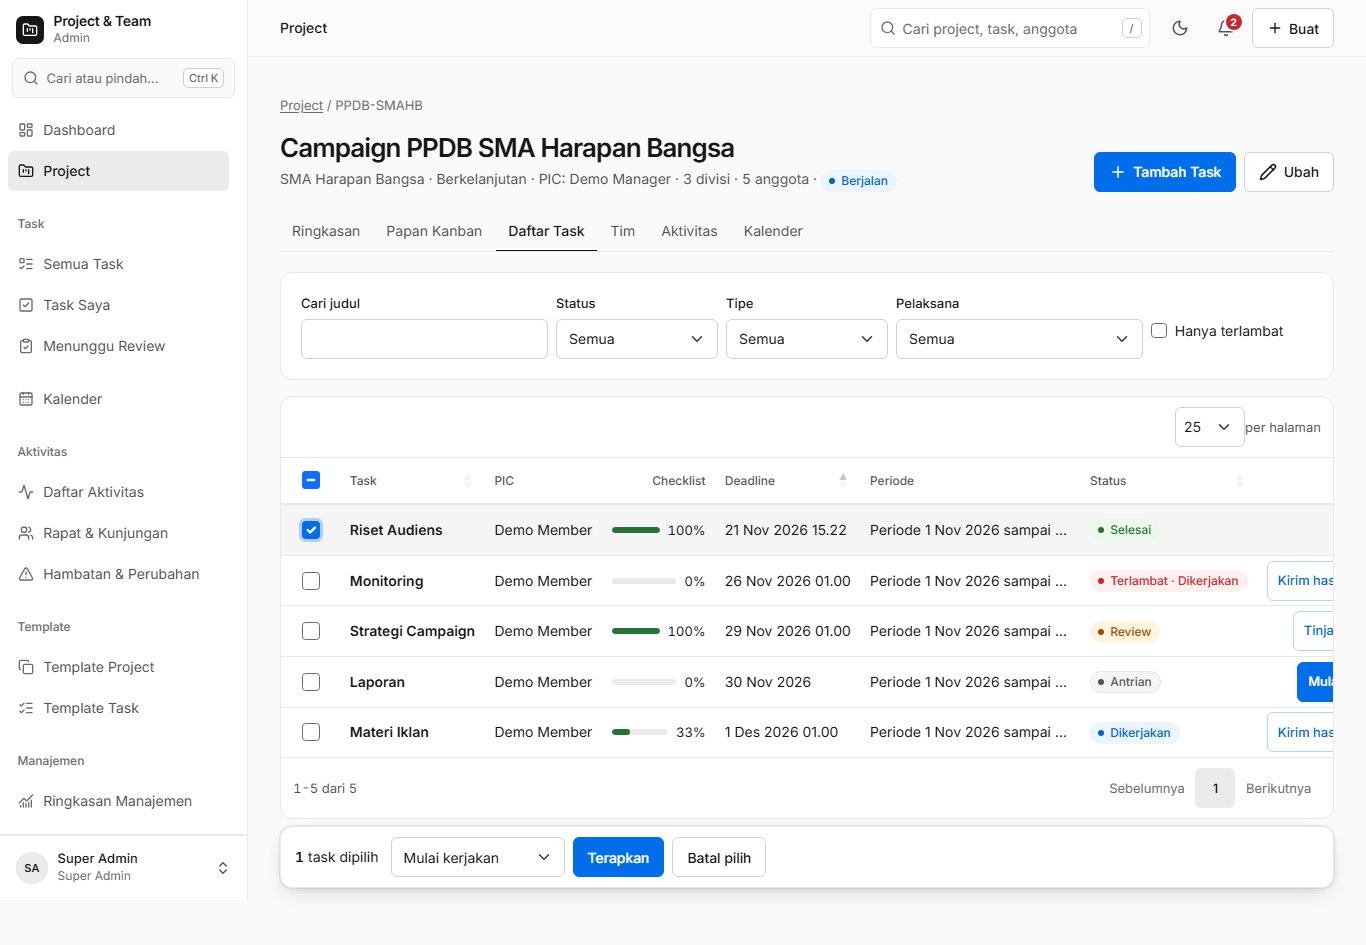 Project & Team
Admin
Cari atau pindah...
Ctrl K
Dashboard
Project
Task
Semua Task
Task Saya
Menunggu Review
Kalender
Aktivitas
Daftar Aktivitas
Rapat & Kunjungan
Hambatan & Perubahan
Template
Template Project
Template Task
Manajemen
Ringkasan Manajemen
SA
Super Admin
Super Admin
Project
Cari project, task, anggota
/
2
Buat
Project / PPDB-SMAHB
Campaign PPDB SMA Harapan Bangsa
SMA Harapan Bangsa · Berkelanjutan · PIC: Demo Manager · 3 divisi · 5 anggota · Berjalan
Tambah Task
Ubah
Ringkasan Papan Kanban Daftar Task Tim Aktivitas Kalender
Cari judul Status Tipe Pelaksana
Semua Semua Semua Hanya terlambat
25 per halaman
Task PIC Checklist Deadline Periode Status
Riset Audiens Demo Member 100% 21 Nov 2026 15.22 Periode 1 Nov 2026 sampai ... Selesai
Monitoring Demo Member 0% 26 Nov 2026 01.00 Periode 1 Nov 2026 sampai ... Terlambat · Dikerjakan Kirim has
Strategi Campaign Demo Member 100% 29 Nov 2026 01.00 Periode 1 Nov 2026 sampai ... Review Tinja
Laporan Demo Member 0% 30 Nov 2026 Periode 1 Nov 2026 sampai ... Antrian Mula
Materi Iklan Demo Member 33% 1 Des 2026 01.00 Periode 1 Nov 2026 sampai ... Dikerjakan Kirim has
1-5 dari 5
Sebelumnya 1 Berikutnya
1 task dipilih Mulai kerjakan Terapkan Batal pilih